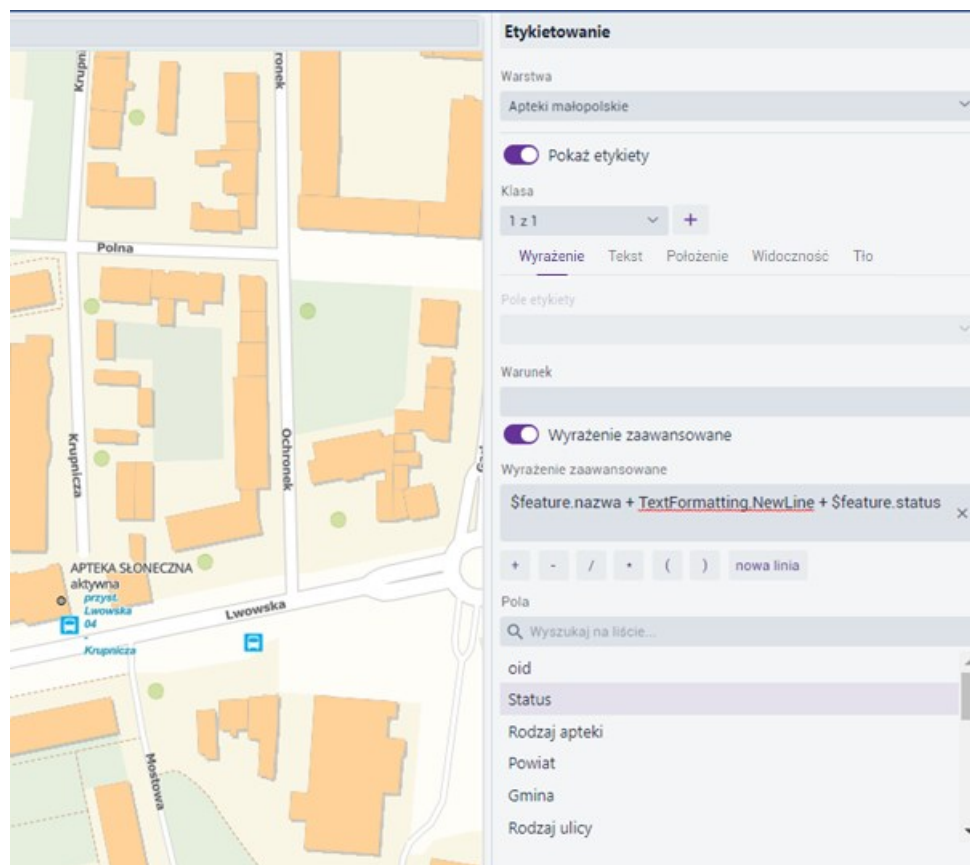 Krupni
ronek
Polna
Krupnicza
Ochronek
APTEKA SŁONECZNA
aktywna
przyst.
Lwowska
04
-
Krupnicza
Lwowska
Mostowa
Etykietowanie
Warstwa
Apteki małopolskie
Pokaż etykiety
Klasa
1 z 1
+
Wyrażenie Tekst Położenie Widoczność Tło
Pole etykiety
Warunek
Wyrażenie zaawansowane
Wyrażenie zaawansowane
$feature.nazwa + TextFormatting.NewLine + $feature.status
+ - / * ( ) nowa linia
Pola
Wyszukaj na liście...
oid
Status
Rodzaj apteki
Powiat
Gmina
Rodzaj ulicy